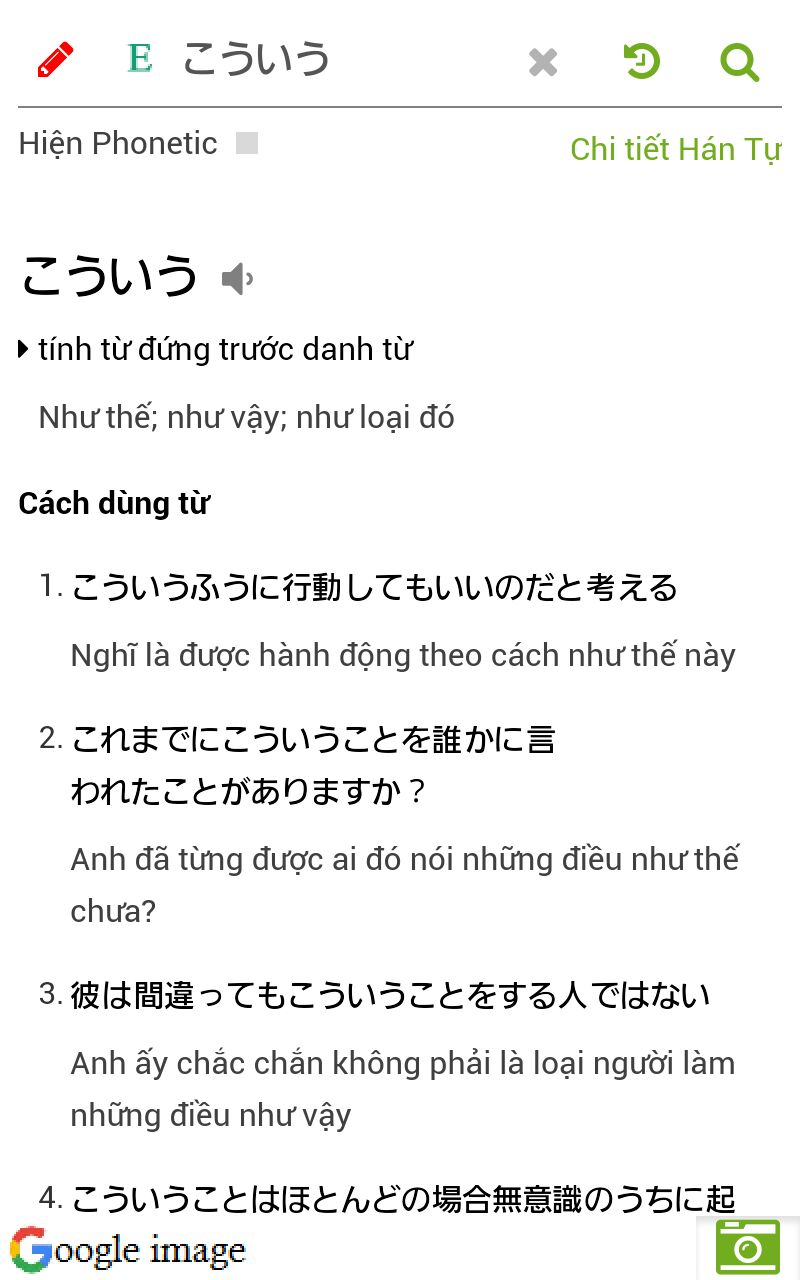 E こういう
Hiện Phonetic
Chi tiết Hán Tự
こういう
tính từ đứng trước danh từ
Như thế; như vậy; như loại đó
Cách dùng từ
1. こういうふうに行動してもいいのだと考える
Nghĩ là được hành động theo cách như thế này
2. これまでにこういうことを誰かに言
われたことがありますか？
Anh đã từng được ai đó nói những điều như thế
chưa?
3. 彼は間違ってもこういうことをする人ではない
Anh ấy chắc chắn không phải là loại người làm
những điều như vậy
4. こういうことはほとんどの場合無意識のうちに起
Google image